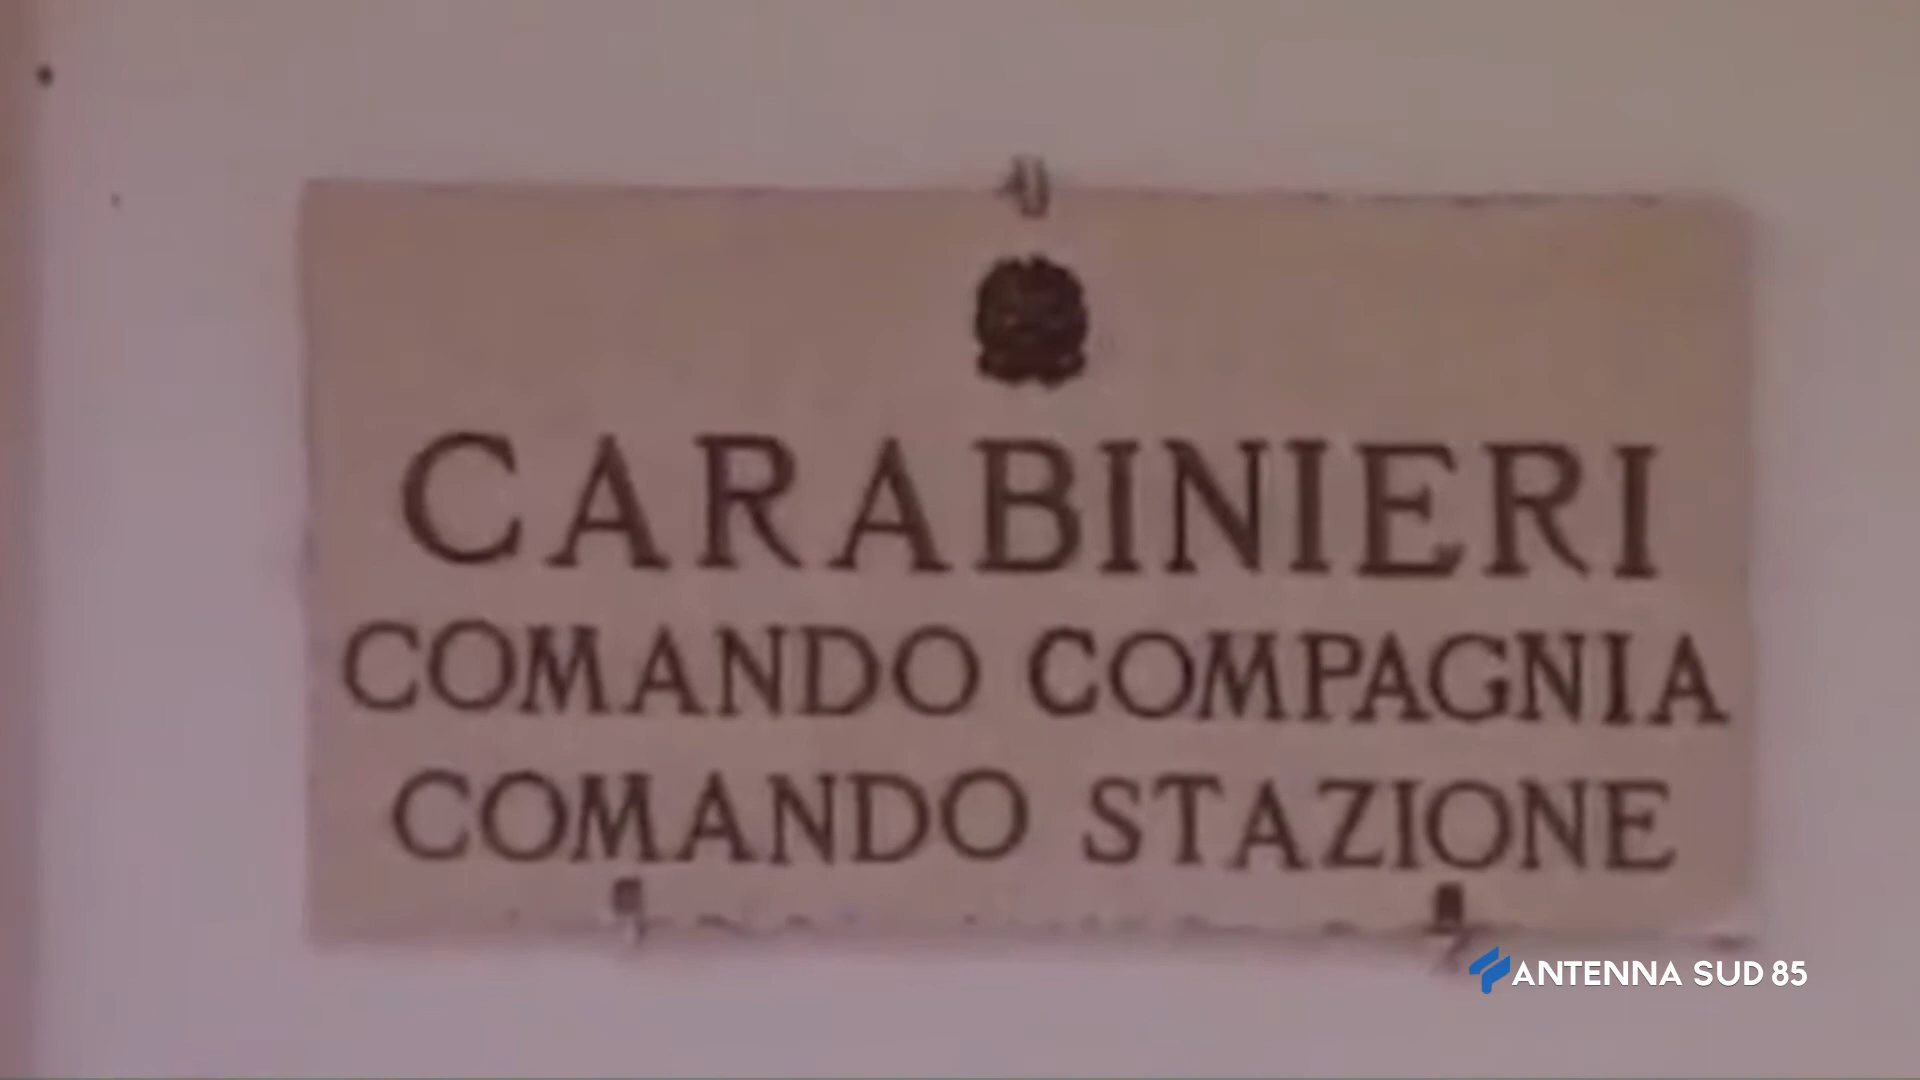 CARABINIERI
COMANDO COMPAGNIA
COMANDO STAZIONE
ANTENNA SUD 85